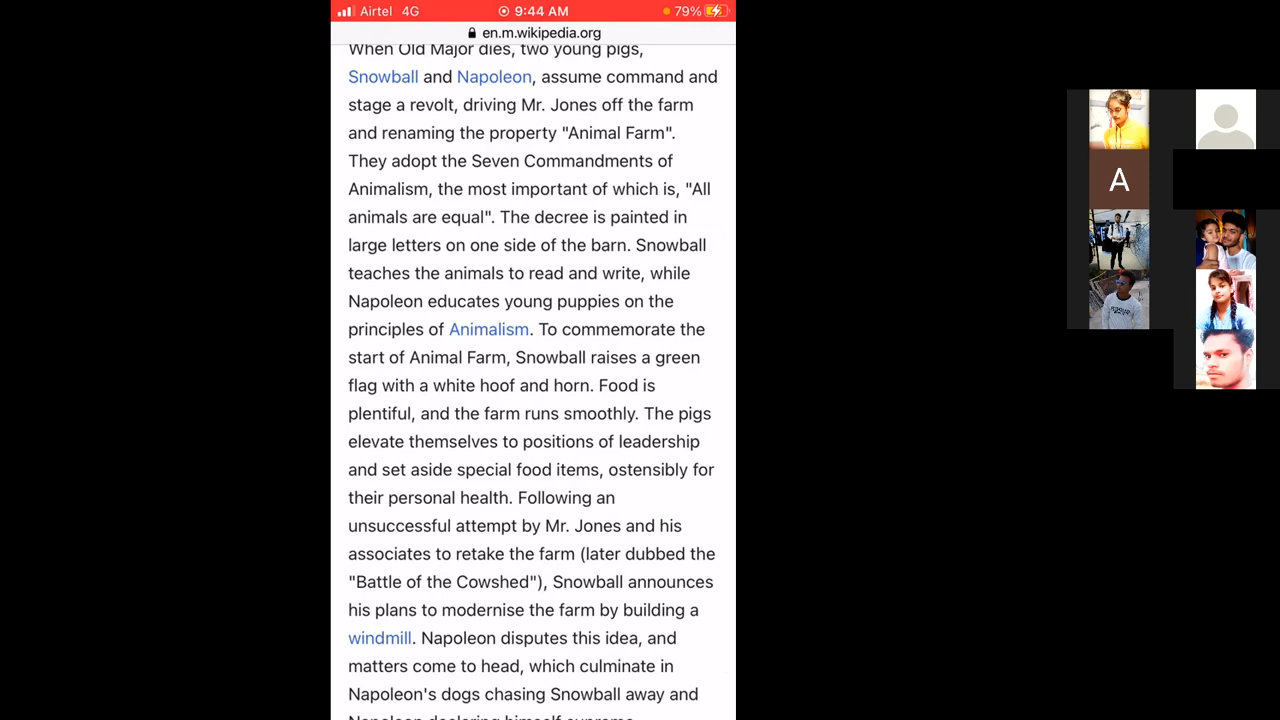 Airtel 4G 9:44 AM 79%
en.m.wikipedia.org
When Old Major dies, two young pigs,
Snowball and Napoleon, assume command and
stage a revolt, driving Mr. Jones off the farm
and renaming the property "Animal Farm".
They adopt the Seven Commandments of
Animalism, the most important of which is, "All
animals are equal". The decree is painted in
large letters on one side of the barn. Snowball
teaches the animals to read and write, while
Napoleon educates young puppies on the
principles of Animalism. To commemorate the
start of Animal Farm, Snowball raises a green
flag with a white hoof and horn. Food is
plentiful, and the farm runs smoothly. The pigs
elevate themselves to positions of leadership
and set aside special food items, ostensibly for
their personal health. Following an
unsuccessful attempt by Mr. Jones and his
associates to retake the farm (later dubbed the
"Battle of the Cowshed"), Snowball announces
his plans to modernise the farm by building a
windmill. Napoleon disputes this idea, and
matters come to head, which culminate in
Napoleon's dogs chasing Snowball away and
Napoleon declaring himself supreme
A